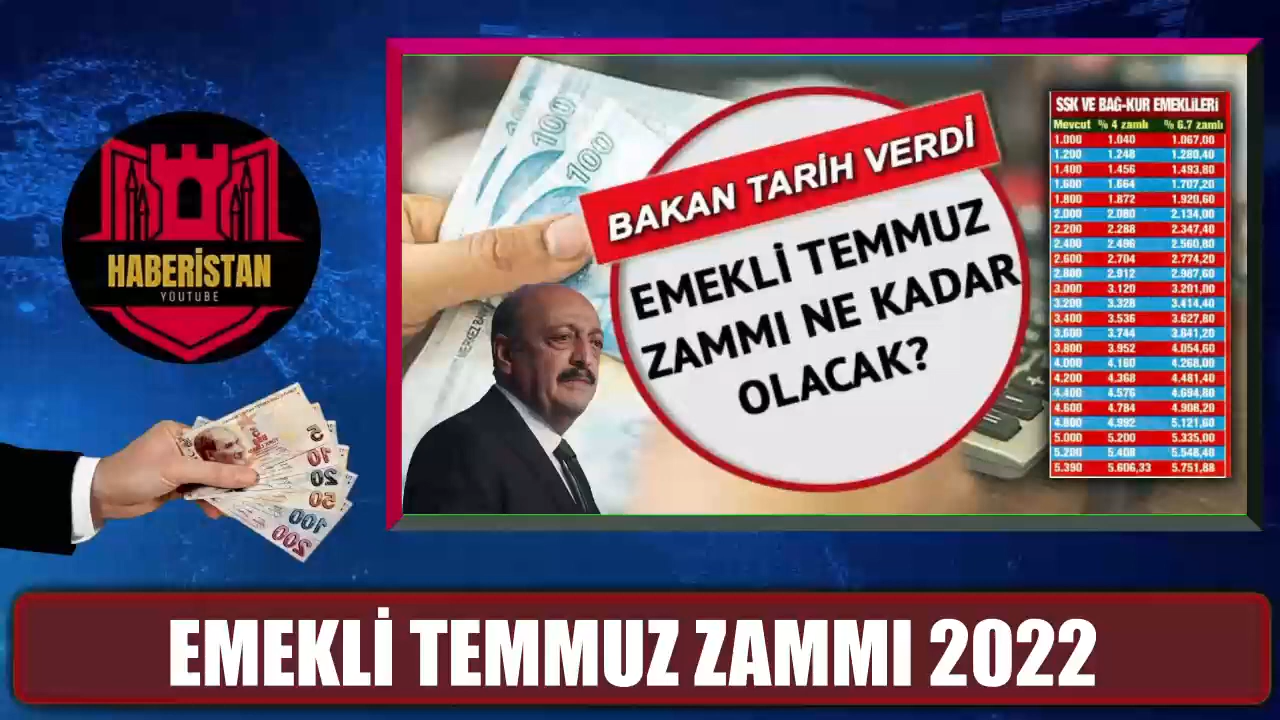 HABERİSTAN
YOUTUBE
BAKAN TARİH VERDİ
EMEKLİ TEMMUZ
ZAMMI NE KADAR
OLACAK?
100
100
5
10
20
50
100
200
SSK VE BAĞ-KUR EMEKLİLERİ
Mevcut % 4 zamlı % 6.7 zamlı
1.000 1.040 1.067,00
1.200 1.248 1.280,40
1.400 1.456 1.493,80
1.600 1.664 1.707,20
1.800 1.872 1.920,60
2.000 2.080 2.134,00
2.200 2.288 2.347,40
2.400 2.496 2.560,80
2.600 2.704 2.774,20
2.800 2.912 2.987,60
3.000 3.120 3.201,00
3.200 3.328 3.414,40
3.400 3.536 3.627,80
3.600 3.744 3.841,20
3.800 3.952 4.054,60
4.000 4.160 4.268,00
4.200 4.368 4.481,40
4.400 4.576 4.694,80
4.600 4.784 4.908,20
4.800 4.992 5.121,60
5.000 5.200 5.335,00
5.200 5.408 5.548,40
5.390 5.606,33 5.751,88
EMEKLİ TEMMUZ ZAMMI 2022